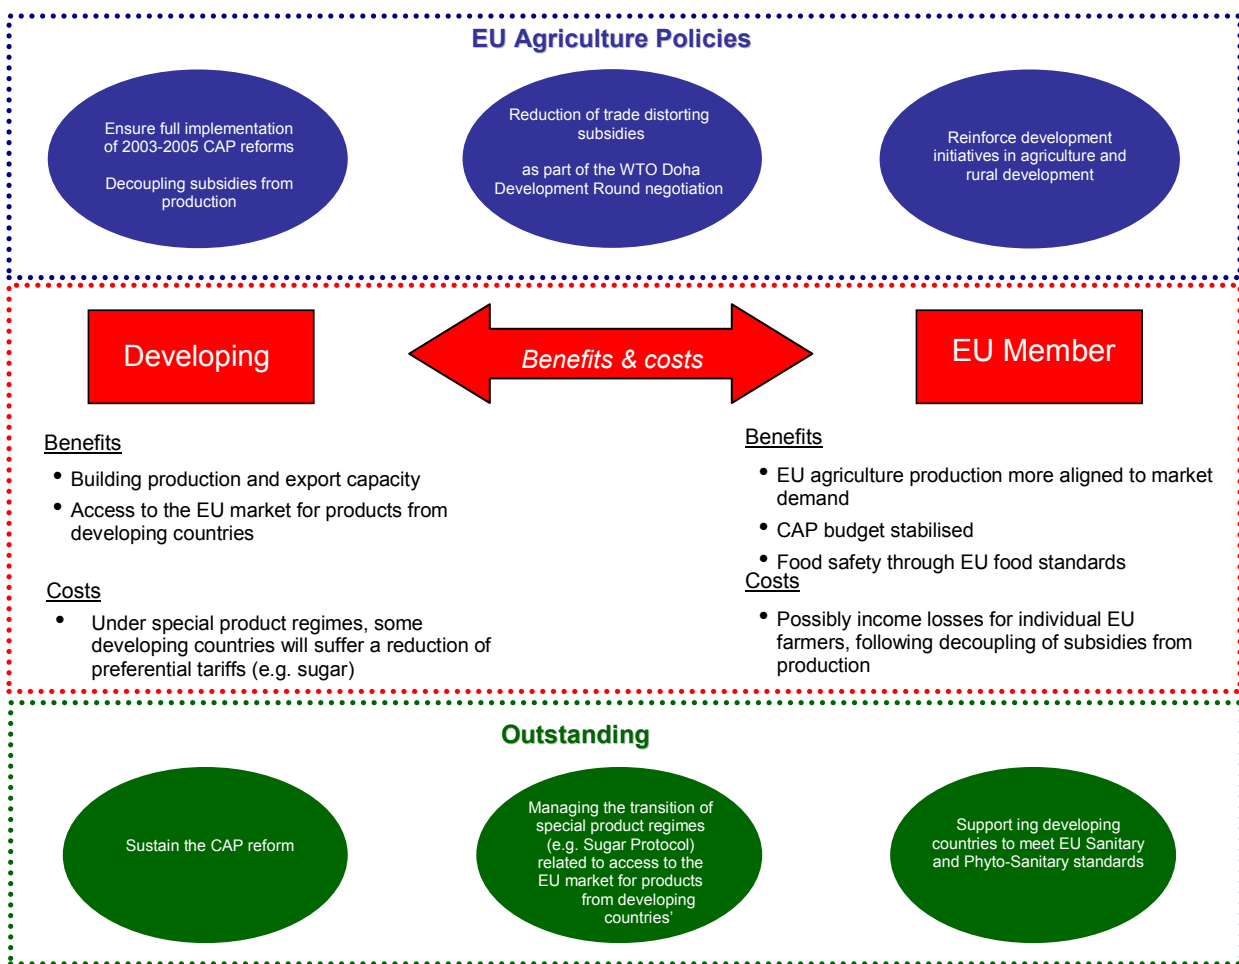 EU Agriculture Policies
Ensure full implementation
of 2003-2005 CAP reforms
Decoupling subsidies from
production
Reduction of trade distorting
subsidies
as part of the WTO Doha
Development Round negotiation
Reinforce development
initiatives in agriculture and
rural development
Developing
Benefits & costs
EU Member
Benefits
• Building production and export capacity
• Access to the EU market for products from
developing countries
Costs
• Under special product regimes, some
developing countries will suffer a reduction of
preferential tariffs (e.g. sugar)
Benefits
• EU agriculture production more aligned to market
demand
• CAP budget stabilised
• Food safety through EU food standards
Costs
• Possibly income losses for individual EU
farmers, following decoupling of subsidies from
production
Outstanding
Sustain the CAP reform
Managing the transition of
special product regimes
(e.g. Sugar Protocol)
related to access to the
EU market for products
from developing
countries’
Support ing developing
countries to meet EU Sanitary
and Phyto-Sanitary standards